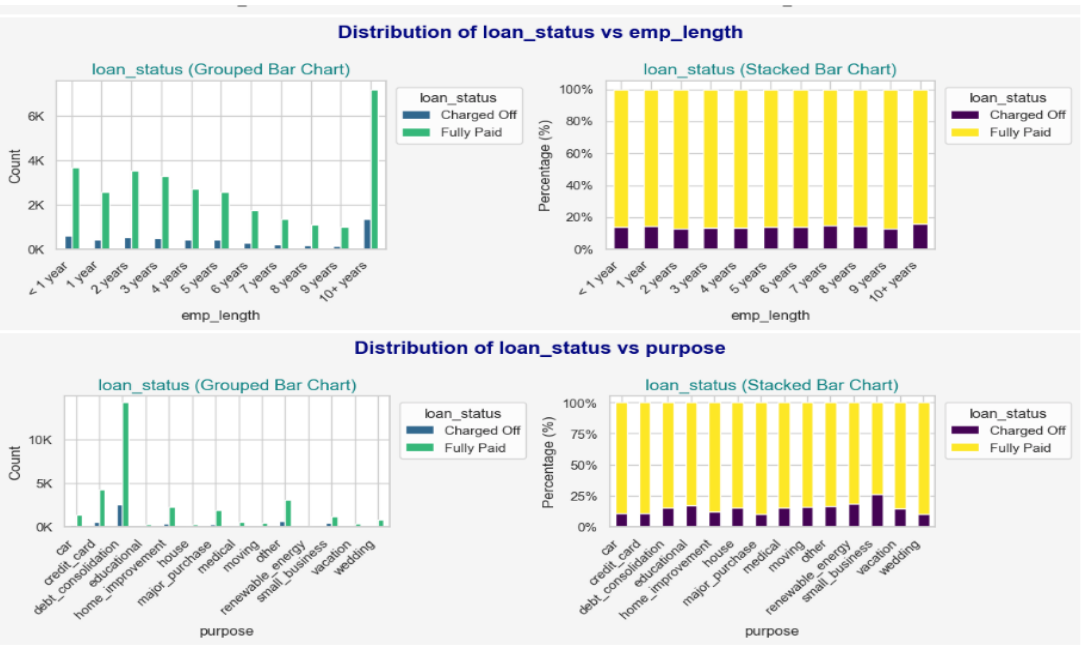 Distribution of loan_status vs emp_length
loan_status (Grouped Bar Chart)
6K
4K
2K
0K
Count
< 1 year
1 year
2 years
3 years
4 years
5 years
6 years
7 years
8 years
9 years
10+ years
emp_length
loan_status
Charged Off
Fully Paid
loan_status (Stacked Bar Chart)
100%
80%
60%
40%
20%
0%
Percentage (%)
< 1 year
1 year
2 years
3 years
4 years
5 years
6 years
7 years
8 years
9 years
10+ years
emp_length
loan_status
Charged Off
Fully Paid
Distribution of loan_status vs purpose
loan_status (Grouped Bar Chart)
10K
5K
0K
Count
car
credit_card
debt_consolidation
educational
home_improvement
house
major_purchase
medical
moving
other
renewable_energy
small_business
vacation
wedding
purpose
loan_status
Charged Off
Fully Paid
loan_status (Stacked Bar Chart)
100%
75%
50%
25%
0%
Percentage (%)
car
credit_card
debt_consolidation
educational
home_improvement
house
major_purchase
medical
moving
other
renewable_energy
small_business
vacation
wedding
purpose
loan_status
Charged Off
Fully Paid